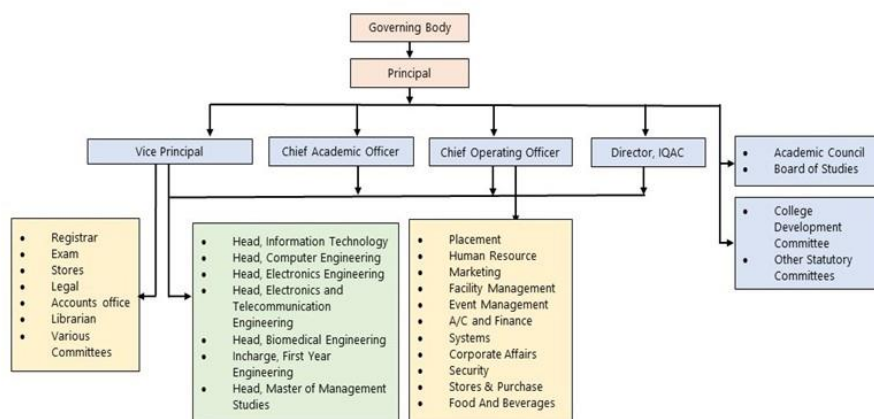 Governing Body
Principal
Vice Principal
Chief Academic Officer
Chief Operating Officer
Director, IQAC
• Academic Council
• Board of Studies
• College
Development
Committee
• Other Statutory
Committees
• Registrar
• Exam
• Stores
• Legal
• Accounts office
• Librarian
• Various
Committees
• Head, Information Technology
• Head, Computer Engineering
• Head, Electronics Engineering
• Head, Electronics and
Telecommunication
Engineering
• Head, Biomedical Engineering
• Incharge, First Year
Engineering
• Head, Master of Management
Studies
• Placement
• Human Resource
• Marketing
• Facility Management
• Event Management
• A/C and Finance
• Systems
• Corporate Affairs
• Security
• Stores & Purchase
• Food And Beverages